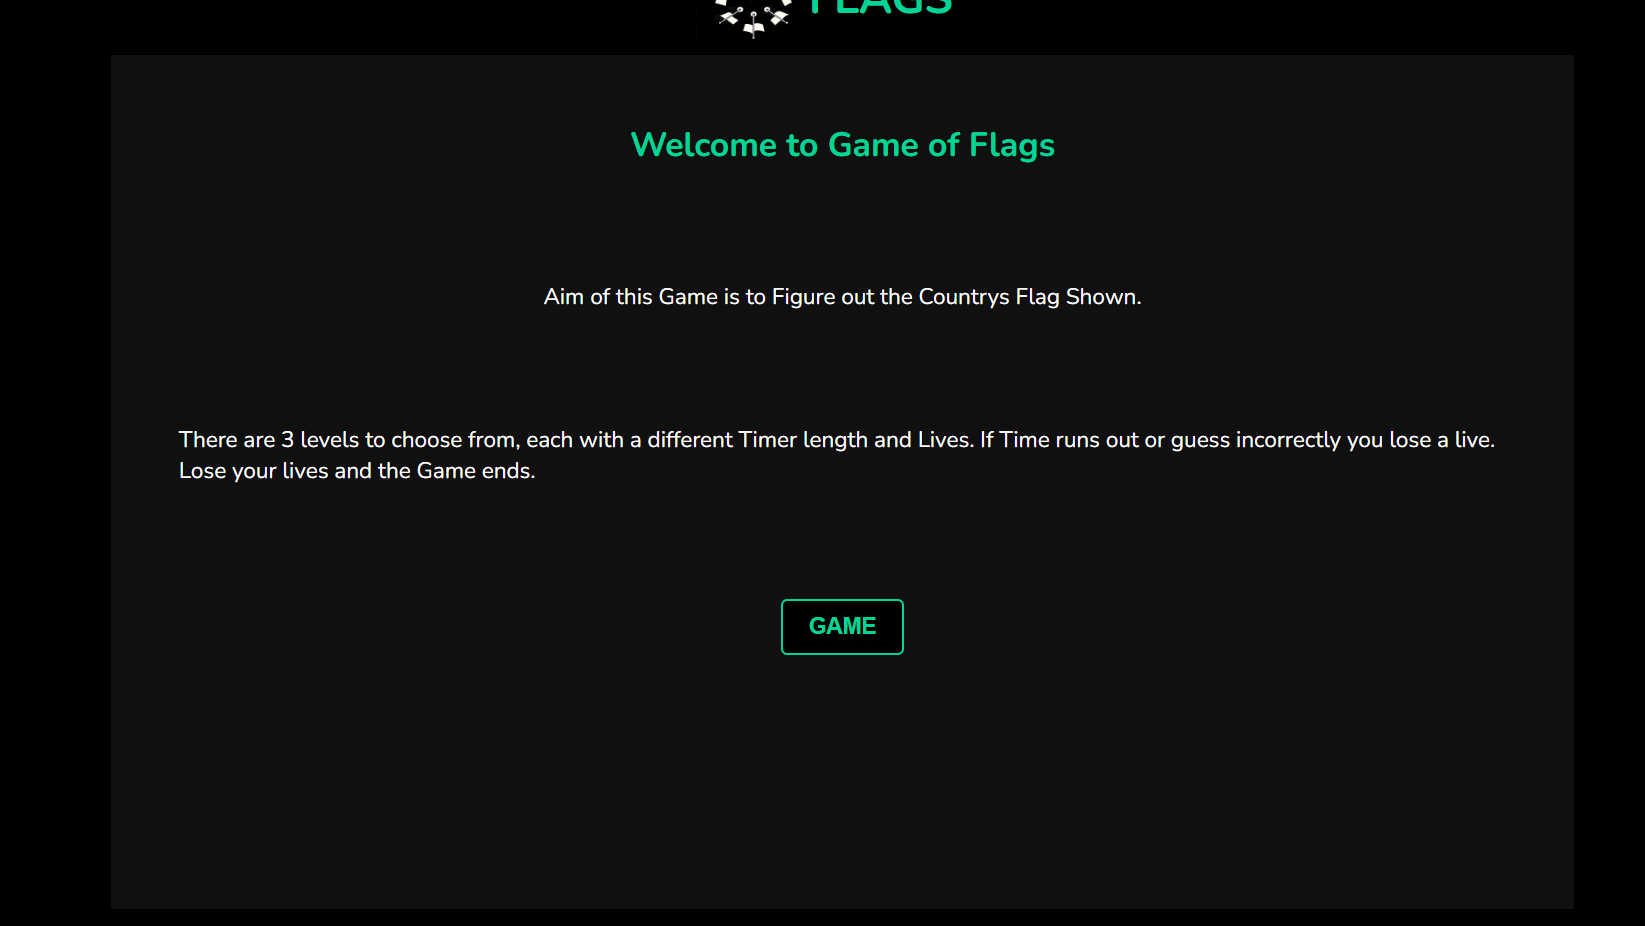 FLAGS
Welcome to Game of Flags
Aim of this Game is to Figure out the Countrys Flag Shown.
There are 3 levels to choose from, each with a different Timer length and Lives. If Time runs out or guess incorrectly you lose a live.
Lose your lives and the Game ends.
GAME